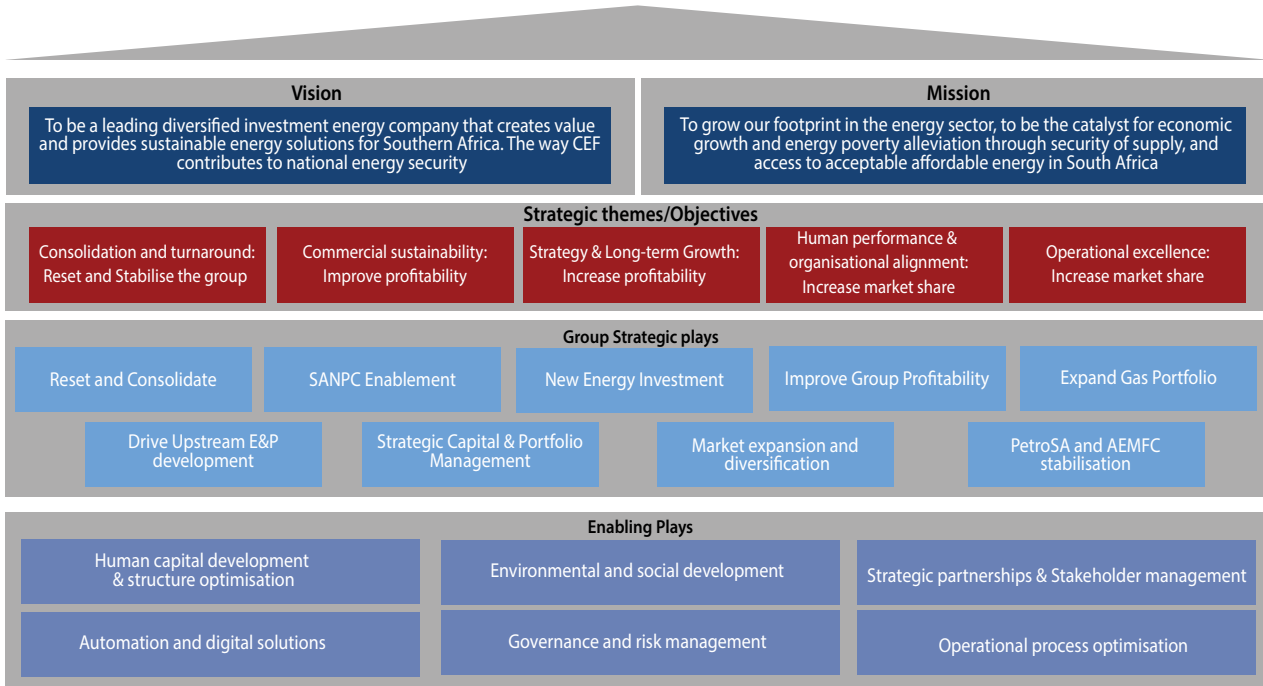 Vision
To be a leading diversified investment energy company that creates value
and provides sustainable energy solutions for Southern Africa. The way CEF
contributes to national energy security
Mission
To grow our footprint in the energy sector, to be the catalyst for economic
growth and energy poverty alleviation through security of supply, and
access to acceptable affordable energy in South Africa
Strategic themes/Objectives
Consolidation and turnaround:
Reset and Stabilise the group
Commercial sustainability:
Improve profitability
Strategy & Long-term Growth:
Increase profitability
Human performance &
organisational alignment:
Increase market share
Operational excellence:
Increase market share
Group Strategic plays
Reset and Consolidate
SANPC Enablement
New Energy Investment
Improve Group Profitability
Expand Gas Portfolio
Drive Upstream E&P
development
Strategic Capital & Portfolio
Management
Market expansion and
diversification
PetroSA and AEMFC
stabilisation
Enabling Plays
Human capital development
& structure optimisation
Environmental and social development
Strategic partnerships & Stakeholder management
Automation and digital solutions
Governance and risk management
Operational process optimisation